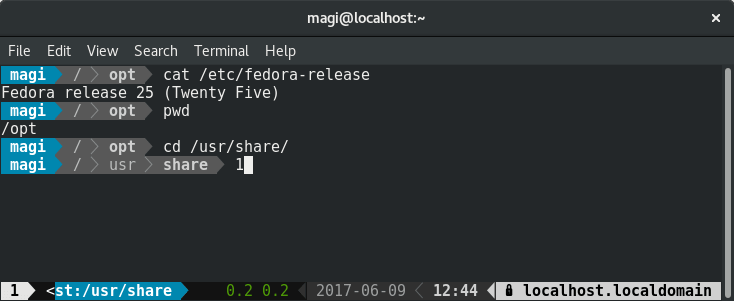 magi@localhost:~ ×
File Edit View Search Terminal Help
magi / opt cat /etc/fedora-release
Fedora release 25 (Twenty Five)
magi / opt pwd
/opt
magi / opt cd /usr/share/
magi / usr share 1
1 <st:/usr/share 0.2 0.2 2017-06-09 12:44 localhost.localdomain